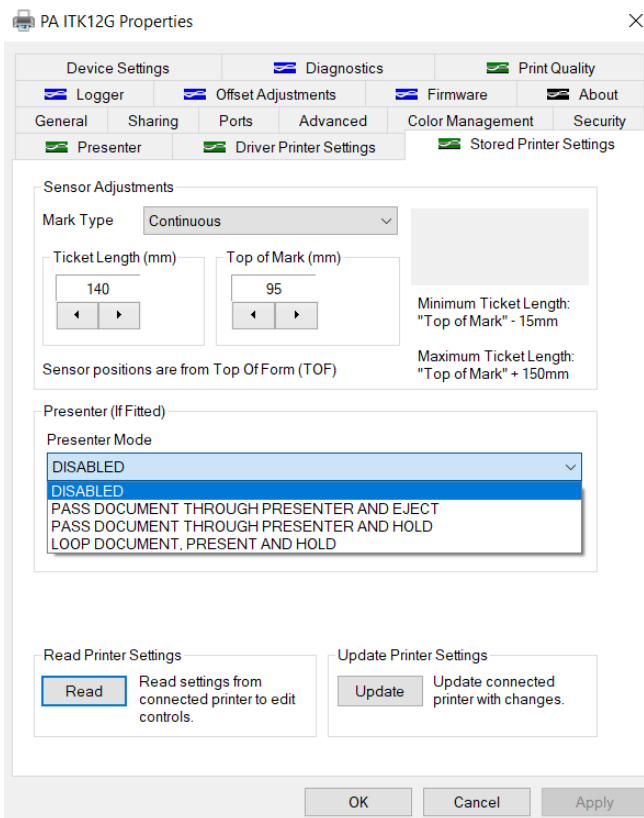 PA ITK12G Properties
Device Settings
Diagnostics
Print Quality
Logger
Offset Adjustments
Firmware
About
General
Sharing
Ports
Advanced
Color Management
Security
Presenter
Driver Printer Settings
Stored Printer Settings
Sensor Adjustments
Mark Type
Continuous
Ticket Length (mm)
140
Top of Mark (mm)
95
Minimum Ticket Length:
"Top of Mark" - 15mm
Maximum Ticket Length:
"Top of Mark" + 150mm
Sensor positions are from Top Of Form (TOF)
Presenter (If Fitted)
Presenter Mode
DISABLED
DISABLED
PASS DOCUMENT THROUGH PRESENTER AND EJECT
PASS DOCUMENT THROUGH PRESENTER AND HOLD
LOOP DOCUMENT, PRESENT AND HOLD
Read Printer Settings
Read
Read settings from
connected printer to edit
controls.
Update Printer Settings
Update
Update connected
printer with changes.
OK
Cancel
Apply